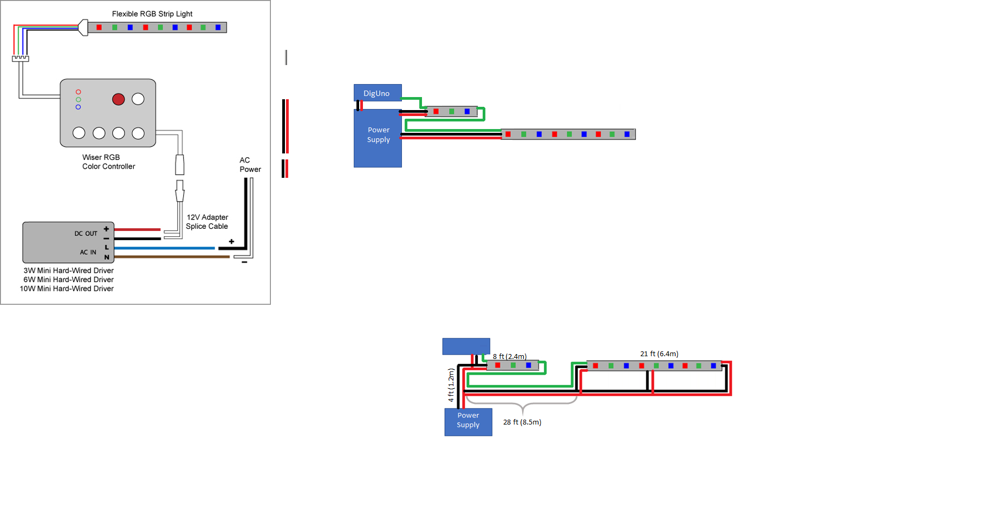 Flexible RGB Strip Light
Wiser RGB
Color Controller
AC
Power
12V Adapter
Splice Cable
DC OUT
+
−
AC IN
L
N
+
−
3W Mini Hard-Wired Driver
6W Mini Hard-Wired Driver
10W Mini Hard-Wired Driver
DigUno
Power
Supply
8 ft (2.4m)
21 ft (6.4m)
4 ft (1.2m)
28 ft (8.5m)
Power
Supply